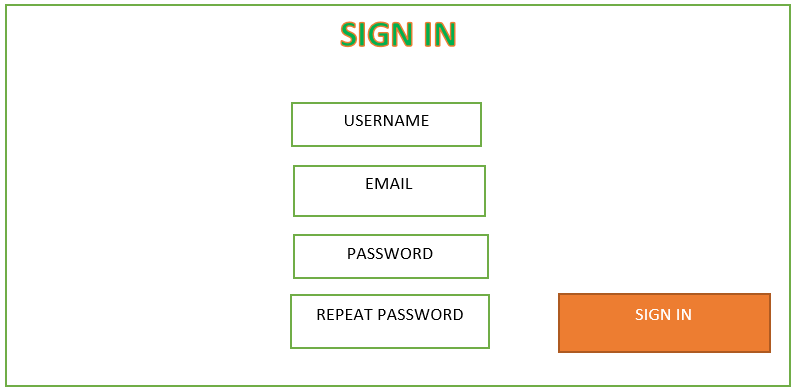 SIGN IN
USERNAME
EMAIL
PASSWORD
REPEAT PASSWORD
SIGN IN